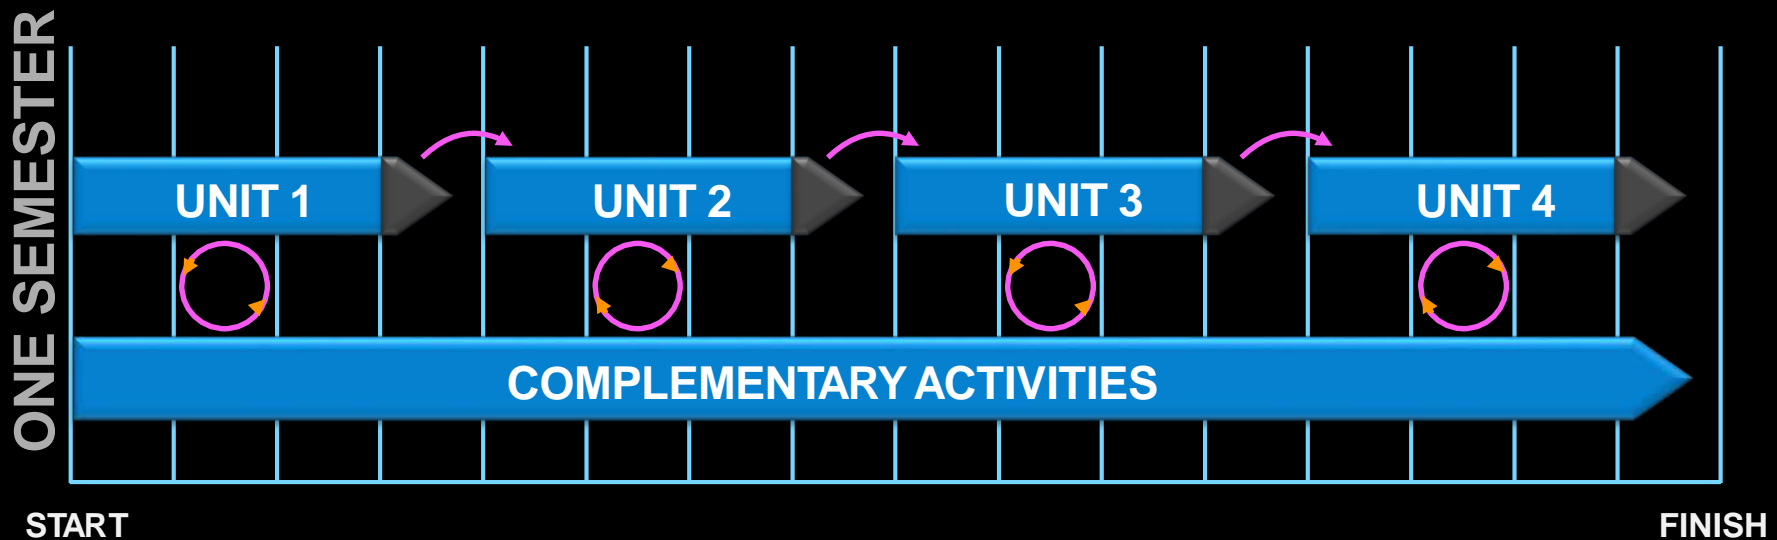 ONE SEMESTER
UNIT 1
UNIT 2
UNIT 3
UNIT 4
COMPLEMENTARY ACTIVITIES
START
FINISH